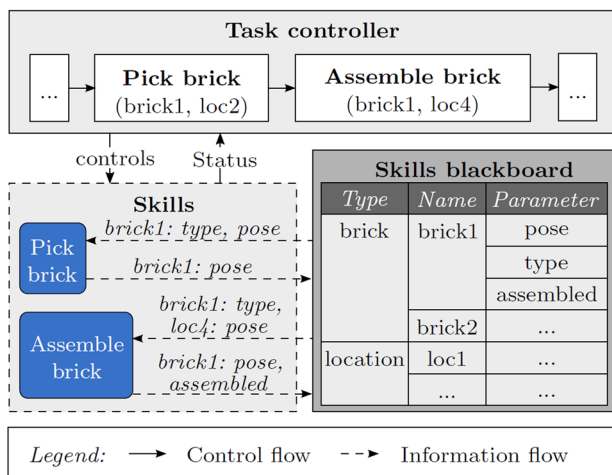 Task controller
...
Pick brick
(brick1, loc2)
Assemble brick
(brick1, loc4)
...
controls
Status
Skills
Pick
brick
brick1: type, pose
brick1: pose
Assemble
brick
brick1: type,
loc4: pose
brick1: pose,
assembled
Skills blackboard
Type Name Parameter
brick brick1 pose
type
assembled
brick2 ...
location loc1 ...
... ...
Legend: Control flow Information flow